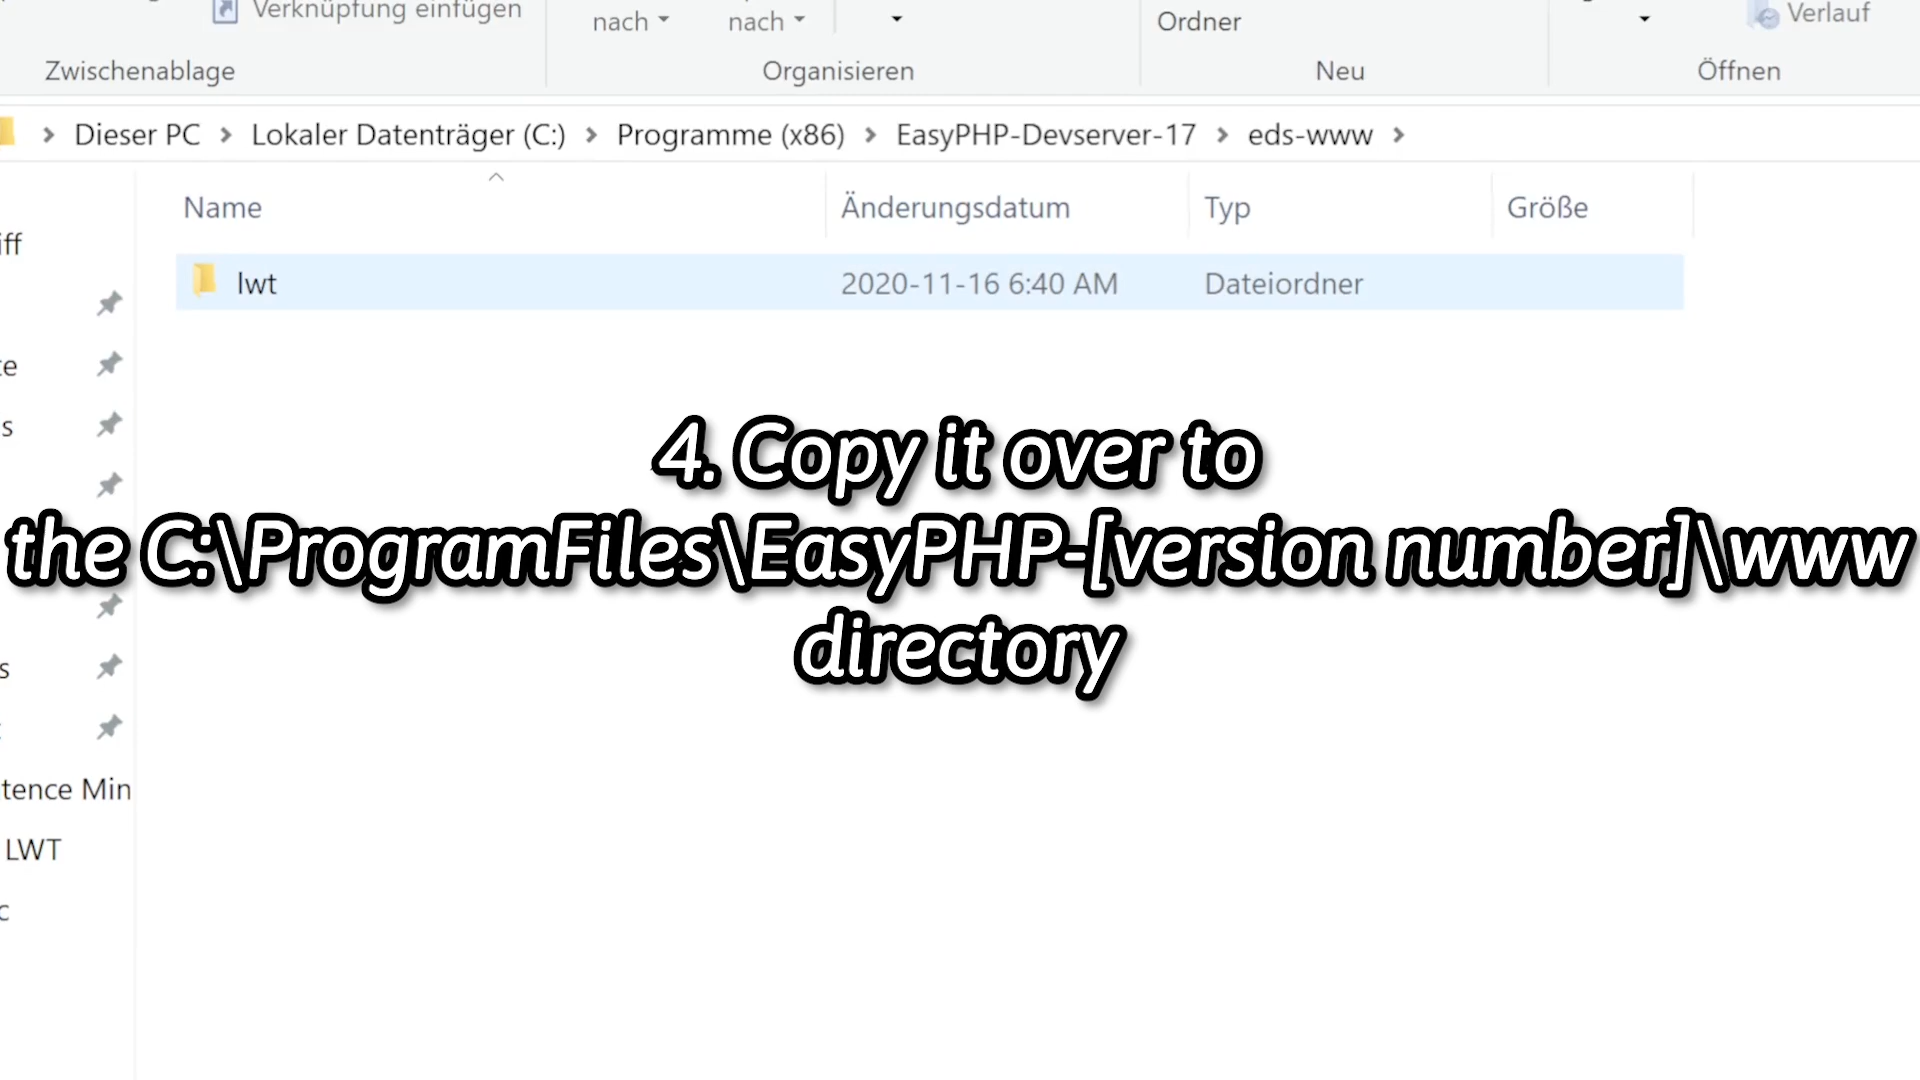 Verknüpfung einfügen
nach nach Ordner Verlauf
Zwischenablage Organisieren Neu Öffnen
Dieser PC Lokaler Datenträger (C:) Programme (x86) EasyPHP-Devserver-17 eds-www
Name Änderungsdatum Typ Größe
iff
lwt 2020-11-16 6:40 AM Dateiordner
te
s
4. Copy it over to
the C:\ProgramFiles\EasyPHP-[version number]\www
directory
s
tence Min
LWT
c